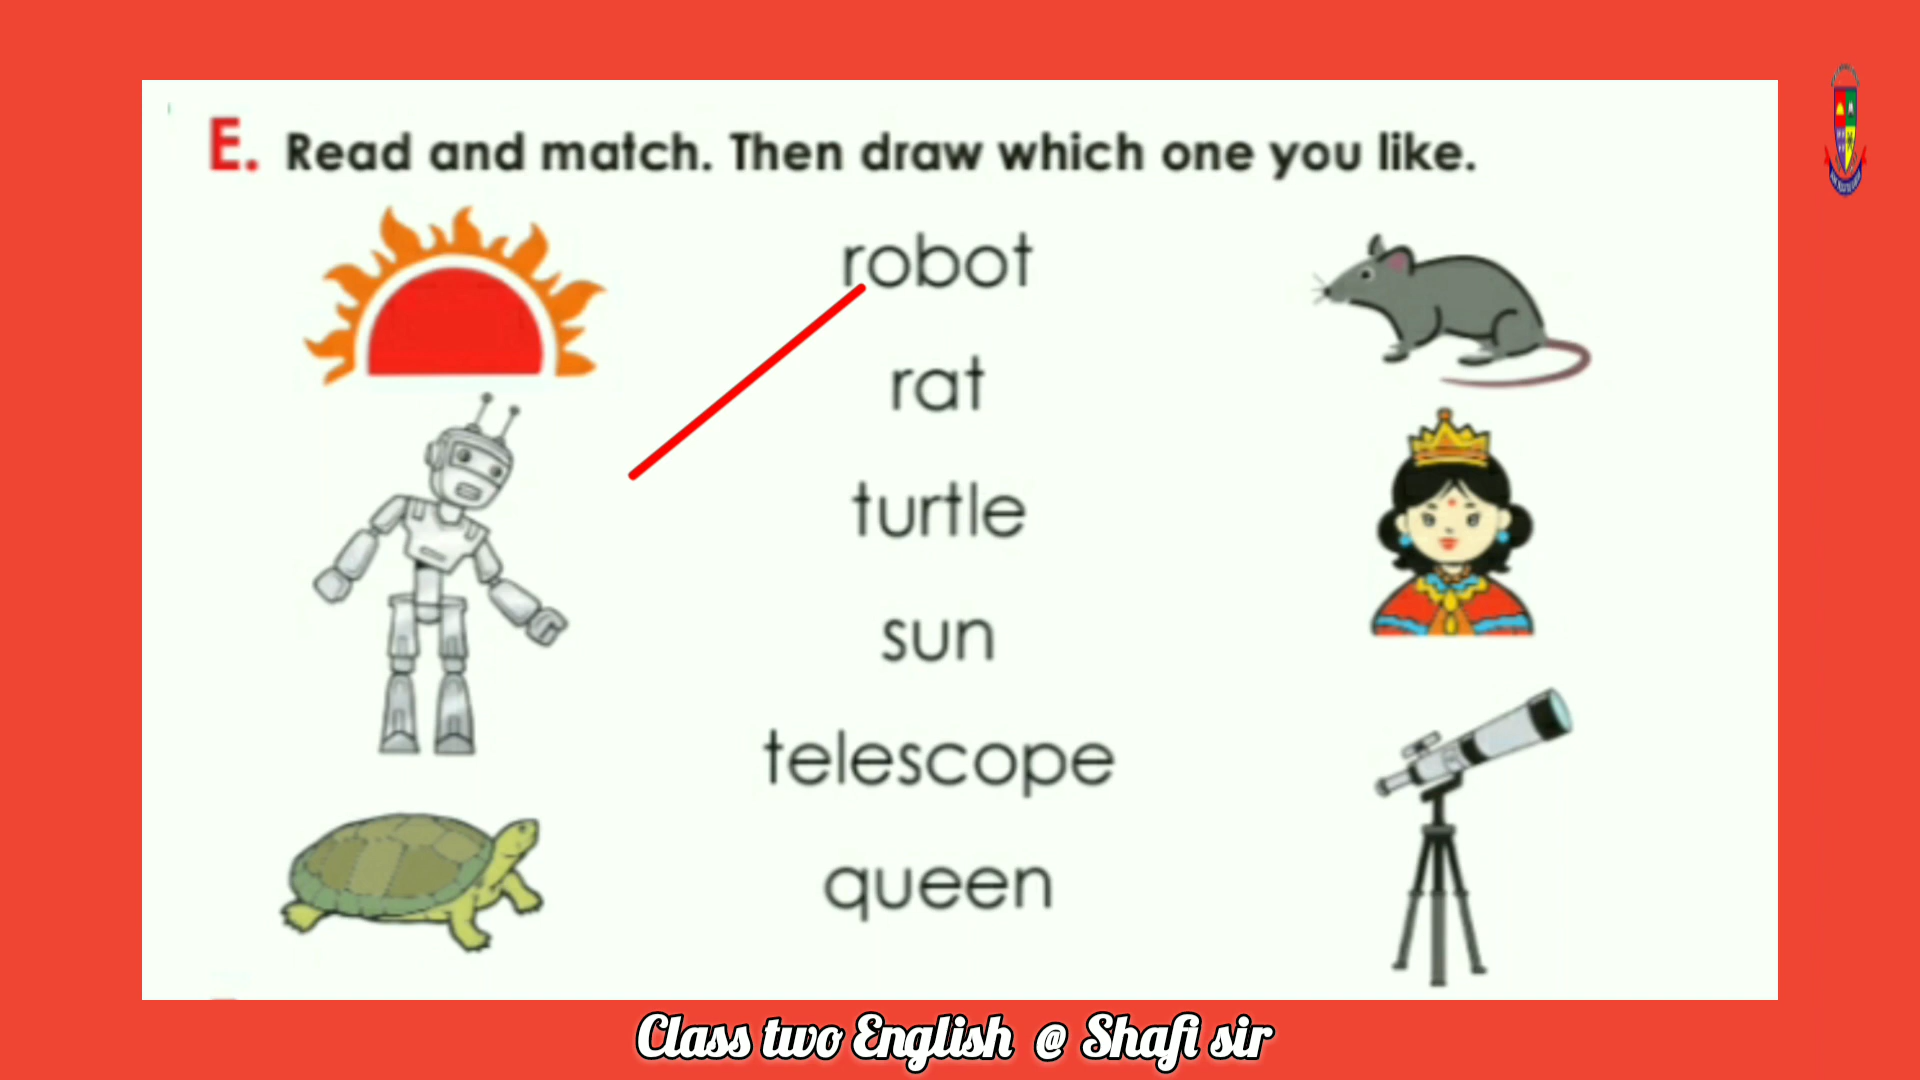 E. Read and match. Then draw which one you like.
robot
rat
turtle
sun
telescope
queen
Class two English @ Shafi sir